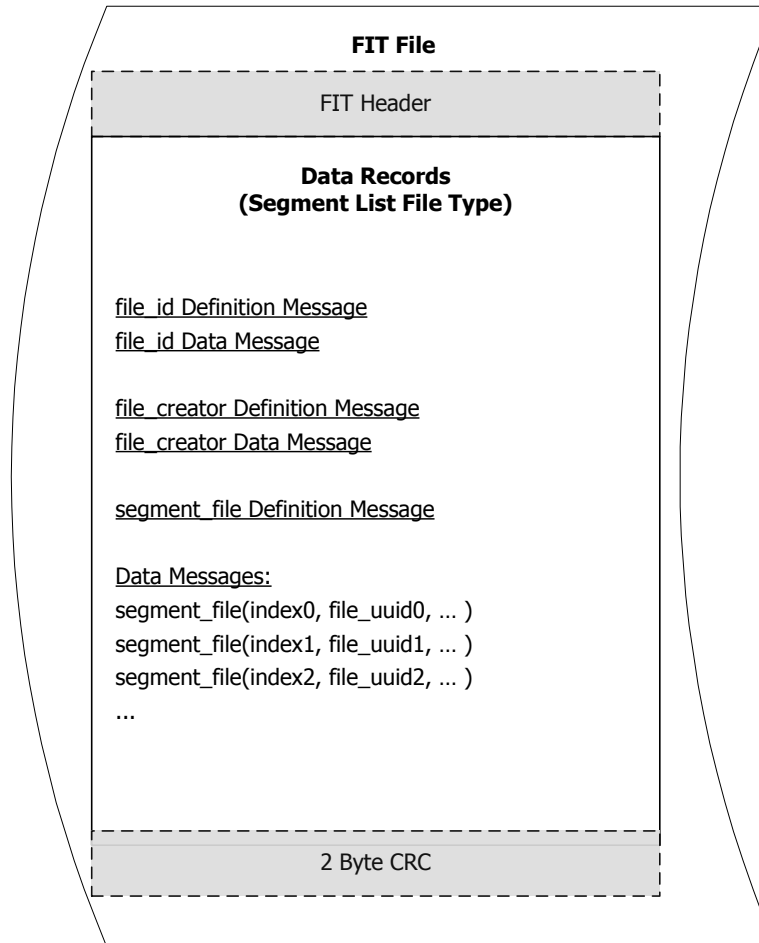 FIT File
FIT Header
Data Records
(Segment List File Type)
file_id Definition Message
file_id Data Message
file_creator Definition Message
file_creator Data Message
segment_file Definition Message
Data Messages:
segment_file(index0, file_uuid0, … )
segment_file(index1, file_uuid1, … )
segment_file(index2, file_uuid2, … )
...
2 Byte CRC